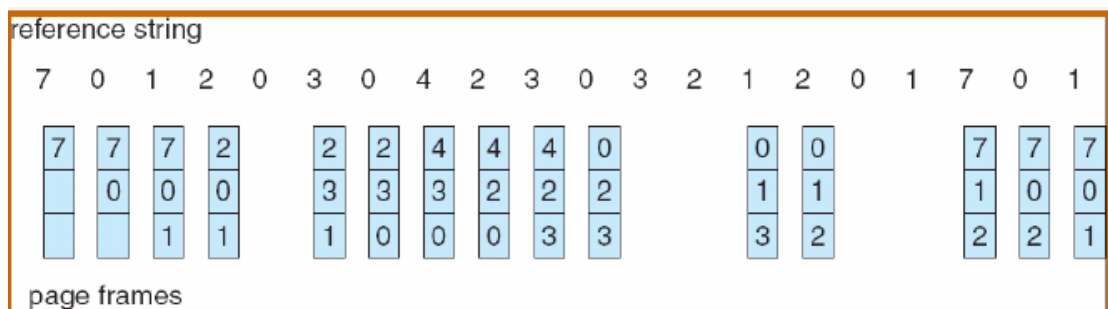 reference string
7 0 1 2 0 3 0 4 2 3 0 3 2 1 2 0 1 7 0 1
7 7 7 2 2 2 4 4 4 0 0 0 7 7 7
0 0 0 3 3 3 2 2 2 1 1 1 0 0
1 1 1 0 0 0 3 3 3 2 2 2 1
page frames